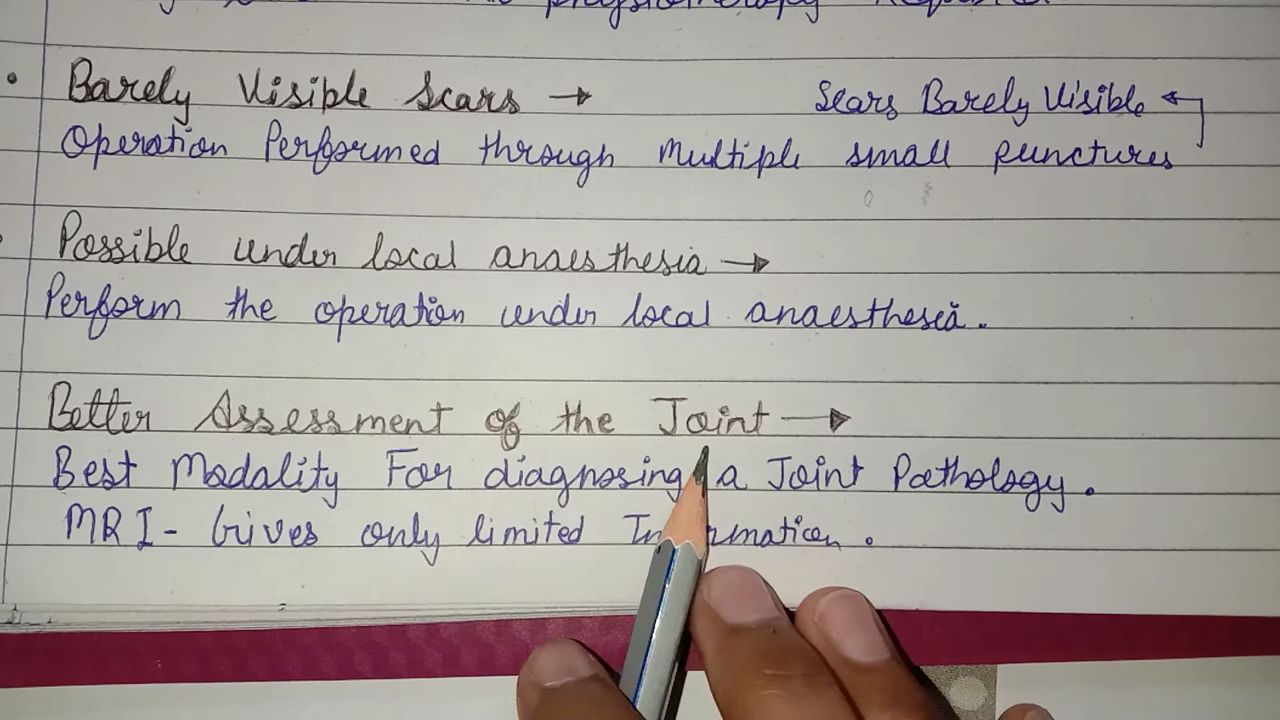 physiotherapy
• Barely Visible Scars → Scars Barely Visible ←
Operation Performed through Multiple small punctures
Possible under local anaesthesia →
Perform the operation under local anaesthesia.
Better Assessment of the Joint →
Best Modality For diagnosing a Joint Pathology.
MRI - Gives only limited Information.